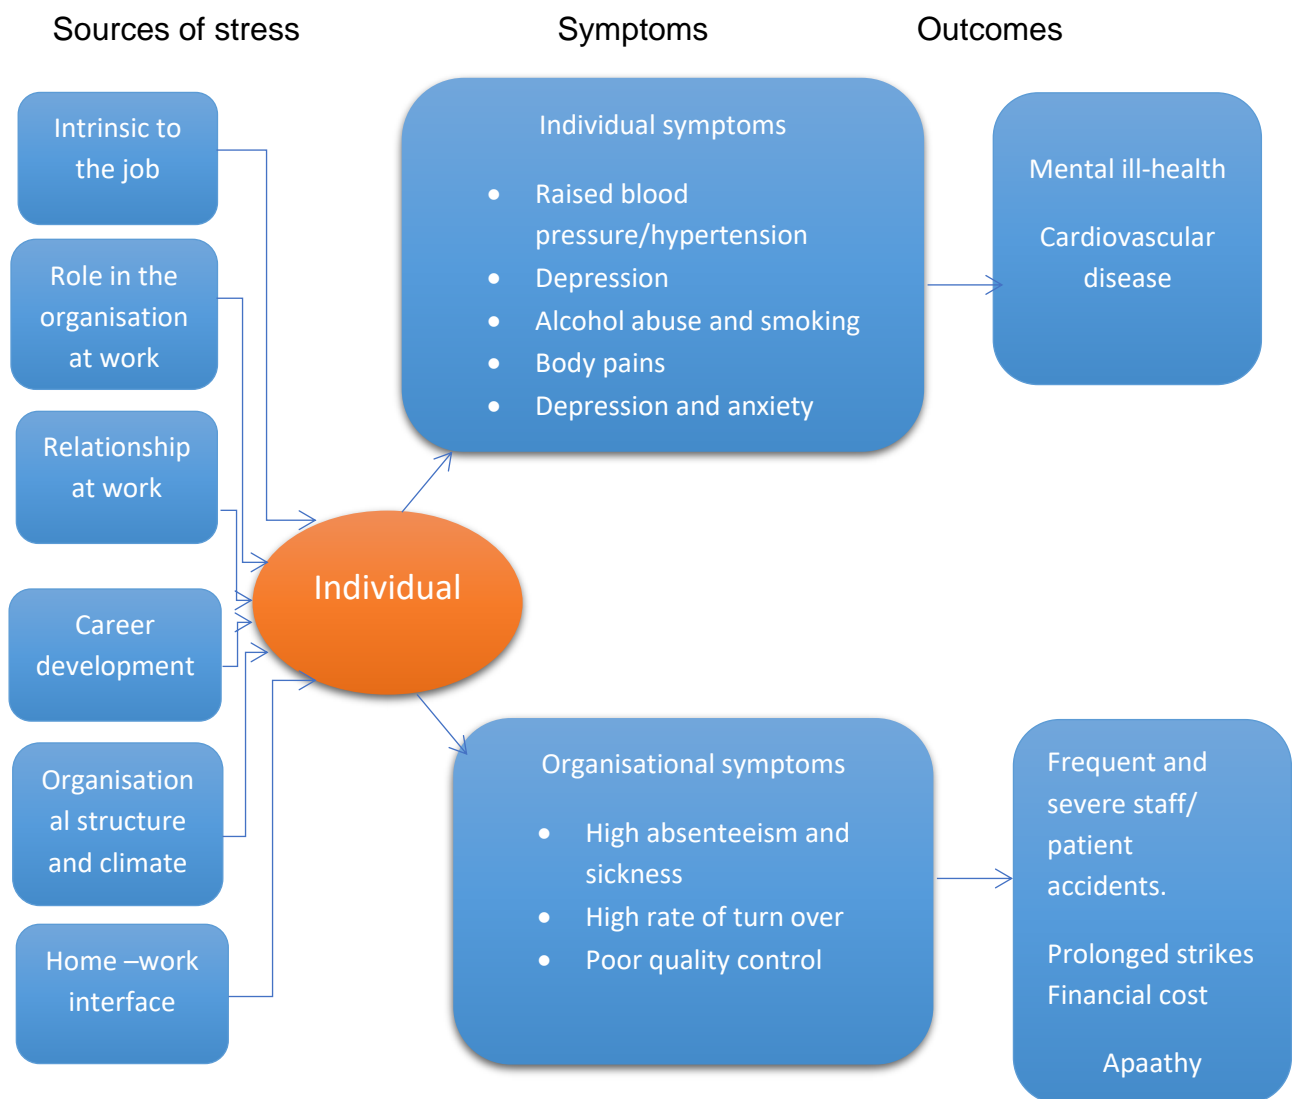 Sources of stress
Symptoms
Outcomes
Intrinsic to
the job
Role in the
organisation
at work
Relationship
at work
Career
development
Organisation
al structure
and climate
Home –work
interface
Individual
Individual symptoms
• Raised blood
pressure/hypertension
• Depression
• Alcohol abuse and smoking
• Body pains
• Depression and anxiety
Mental ill-health
Cardiovascular
disease
Organisational symptoms
• High absenteeism and
sickness
• High rate of turn over
• Poor quality control
Frequent and
severe staff/
patient
accidents.
Prolonged strikes
Financial cost
Apaathy